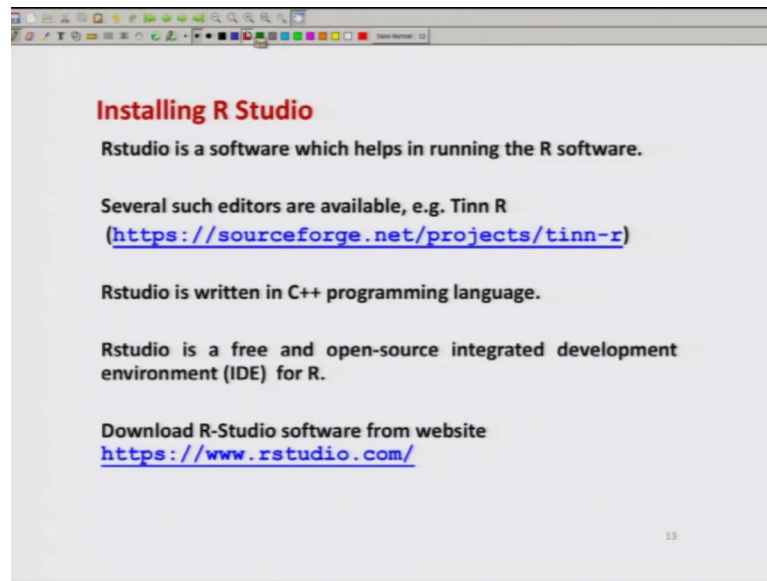 Installing R Studio
Rstudio is a software which helps in running the R software.
Several such editors are available, e.g. Tinn R
(https://sourceforge.net/projects/tinn-r)
Rstudio is written in C++ programming language.
Rstudio is a free and open-source integrated development
environment (IDE) for R.
Download R-Studio software from website
https://www.rstudio.com/
13